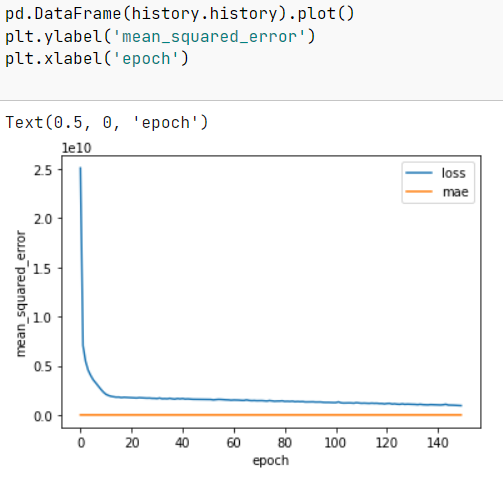 pd.DataFrame(history.history).plot()
plt.ylabel('mean_squared_error')
plt.xlabel('epoch')
Text(0.5, 0, 'epoch')
1e10
loss
mae
2.5
2.0
1.5
1.0
0.5
0.0
mean_squared_error
0 20 40 60 80 100 120 140
epoch